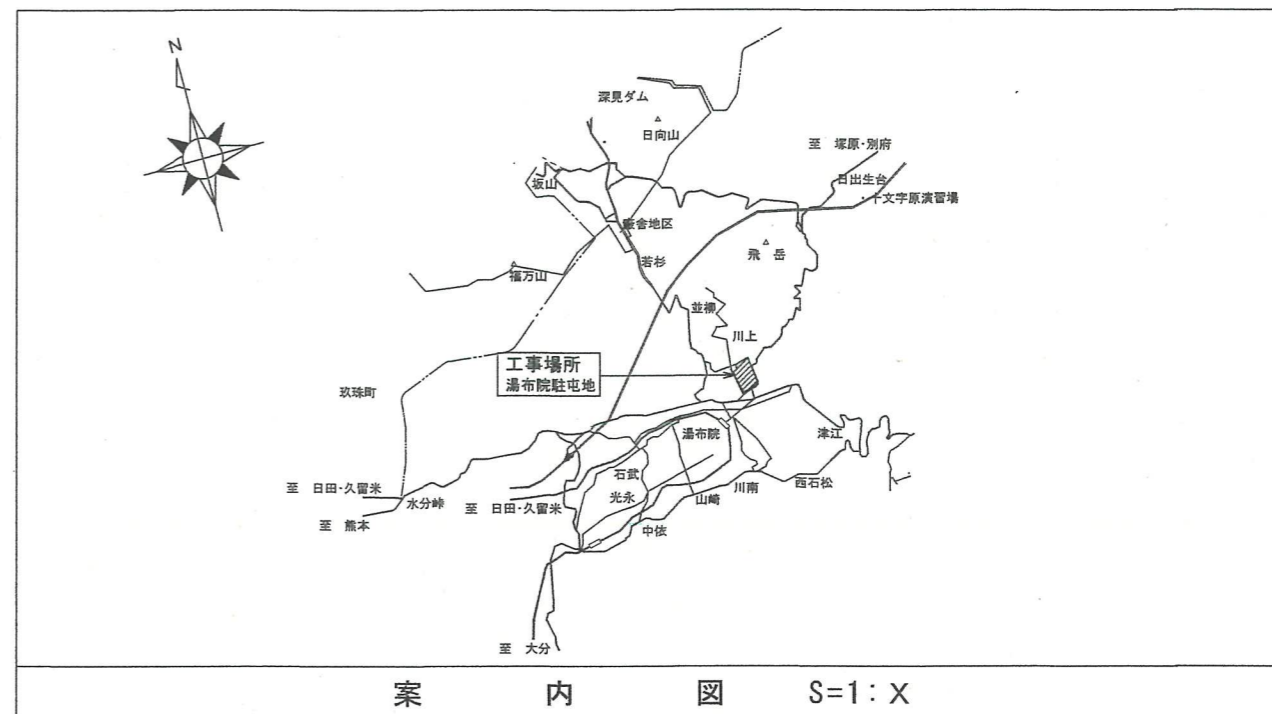 N
深見ダム
日向山
至 塚原・別府
日出生台
十文字原演習場
坂山
廠舎地区
飛岳
若杉
福万山
並柳
川上
工事場所
湯布院駐屯地
玖珠町
湯布院
津江
石武
西石松
川南
至 日田・久留米
水分峠
至 日田・久留米
光永
山崎
至 熊本
中依
至 大分
案内図 S=1:X